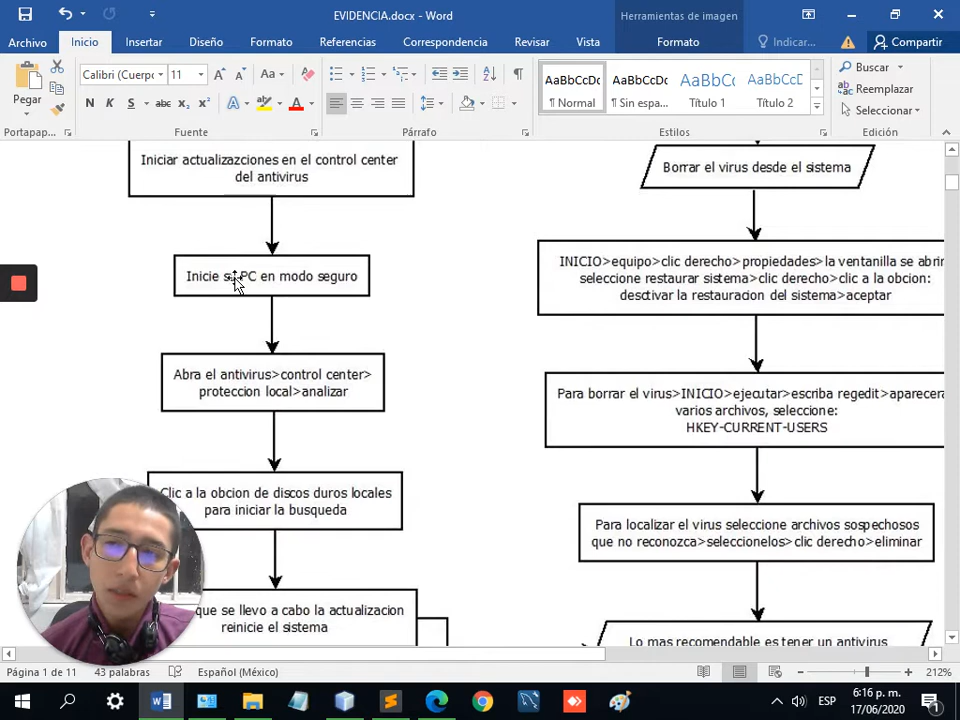 EVIDENCIA.docx - Word
Herramientas de imagen
Archivo
Inicio
Insertar
Diseño
Formato
Referencias
Correspondencia
Revisar
Vista
Formato
Indicar...
Compartir
Pegar
Calibri (Cuerpo
11
Aa
N K S abc x₂ x²
A
A
AaBbCcDc
AaBbCcDc
AaBbCc
AaBbCcD
¶ Normal
¶ Sin espa...
Título 1
Título 2
Buscar
Reemplazar
Seleccionar
Portapap...
Fuente
Párrafo
Estilos
Edición
Iniciar actualizazciones en el control center
del antivirus
Inicie su PC en modo seguro
Abra el antivirus>control center>
proteccion local>analizar
Clic a la obcion de discos duros locales
para iniciar la busqueda
que se llevo a cabo la actualizacion
reinicie el sistema
Borrar el virus desde el sistema
INICIO>equipo>clic derecho>propiedades>la ventanilla se abrir
seleccione restaurar sistema>clic derecho>clic a la obcion:
desctivar la restauracion del sistema>aceptar
Para borrar el virus>INICIO>ejecutar>escriba regedit>aparecera
varios archivos, seleccione:
HKEY-CURRENT-USERS
Para localizar el virus seleccione archivos sospechosos
que no reconozca>seleccionelos>clic derecho>eliminar
Lo mas recomendable es tener un antivirus
Página 1 de 11
43 palabras
Español (México)
212%
ESP
6:16 p. m.
17/06/2020
1